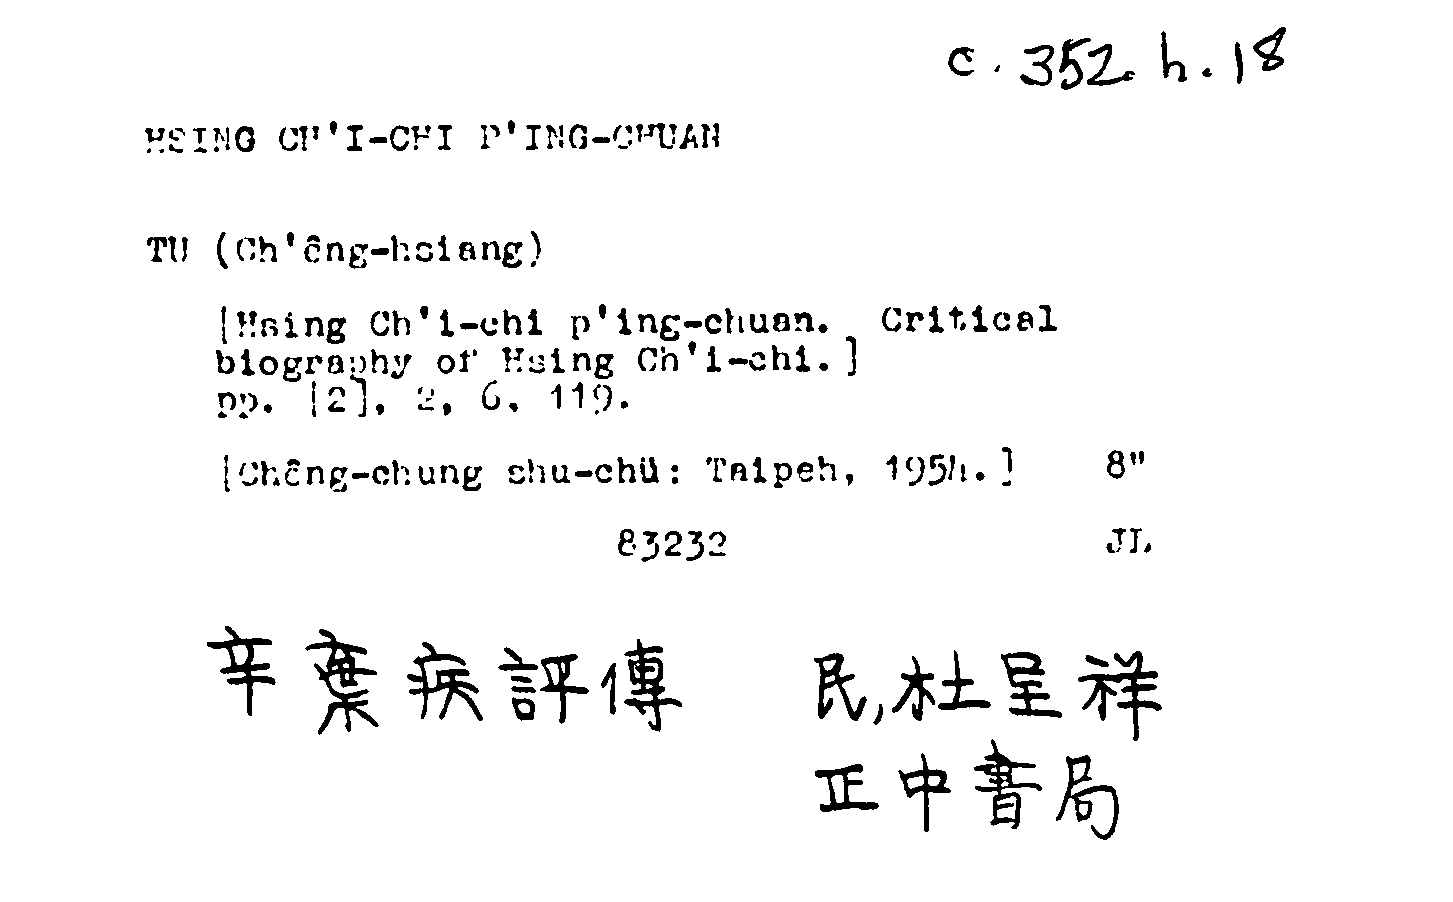 c. 352. h. 18
HSING CH'I-CHI P'ING-CHUAN
TU (Ch'êng-hsiang)
[Hsing Ch'i-chi p'ing-chuan. Critical
biography of Hsing Ch'i-chi.]
pp. [2], 2, 6, 119.
[Chêng-chung shu-chü: Taipeh, 1954.] 8"
83232 JL
辛棄疾評傳 民,杜呈祥
正中書局